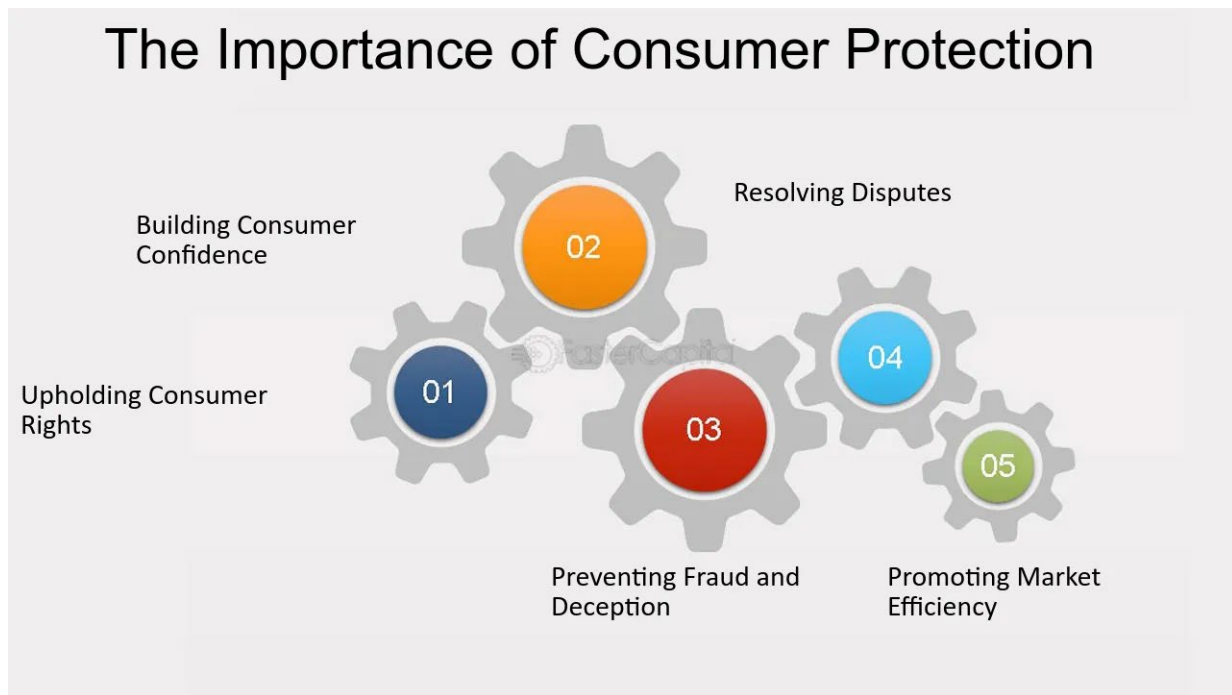 The Importance of Consumer Protection
Upholding Consumer
Rights
01
Building Consumer
Confidence
02
FasterCapital
03
Preventing Fraud and
Deception
Resolving Disputes
04
05
Promoting Market
Efficiency